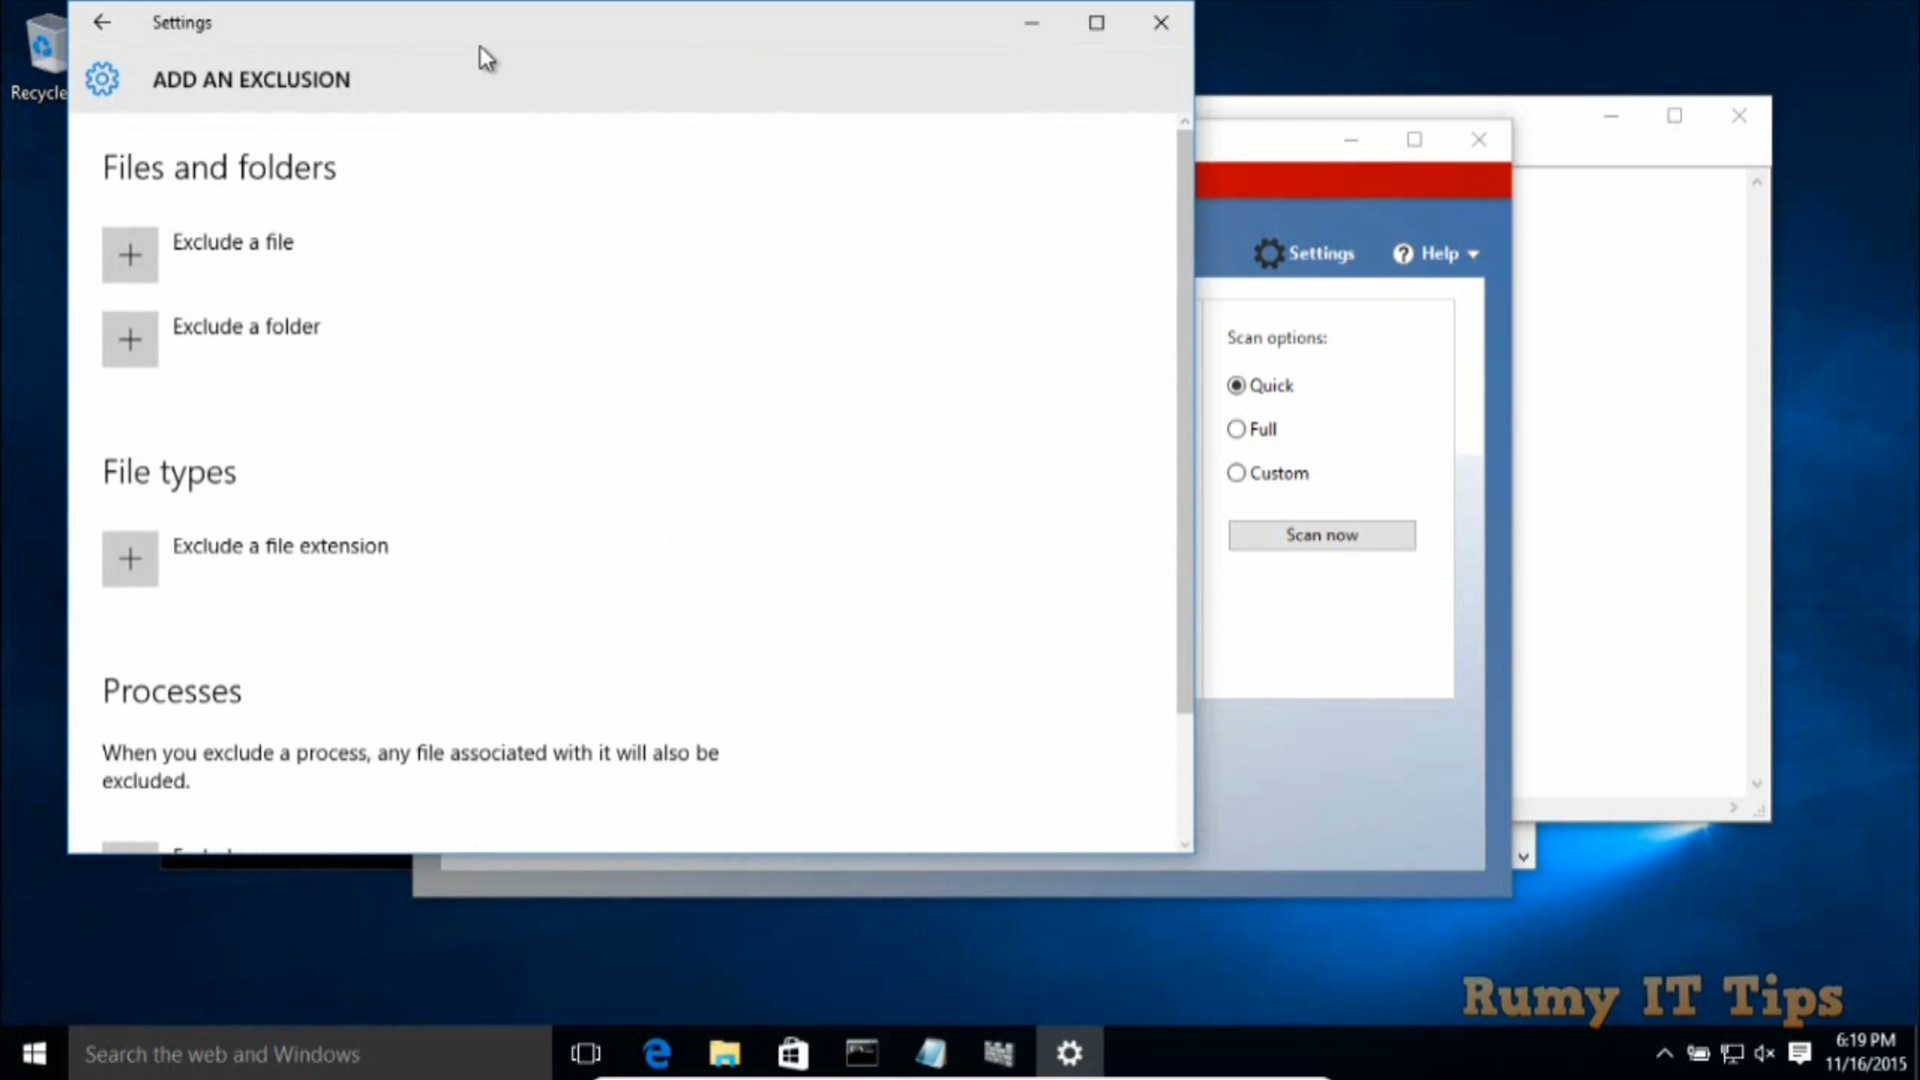 Settings
ADD AN EXCLUSION
Recycle
Files and folders
Exclude a file
Exclude a folder
File types
Exclude a file extension
Processes
When you exclude a process, any file associated with it will also be
excluded.
Settings
Help
Scan options:
Quick
Full
Custom
Scan now
Rumy IT Tips
Search the web and Windows
6:19 PM
11/16/2015